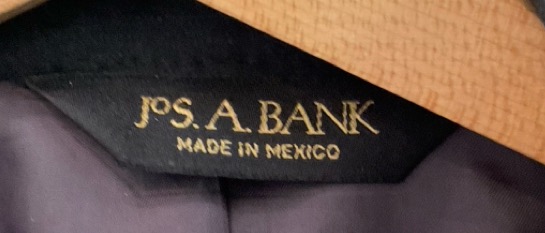 JOS. A. BANK
MADE IN MEXICO